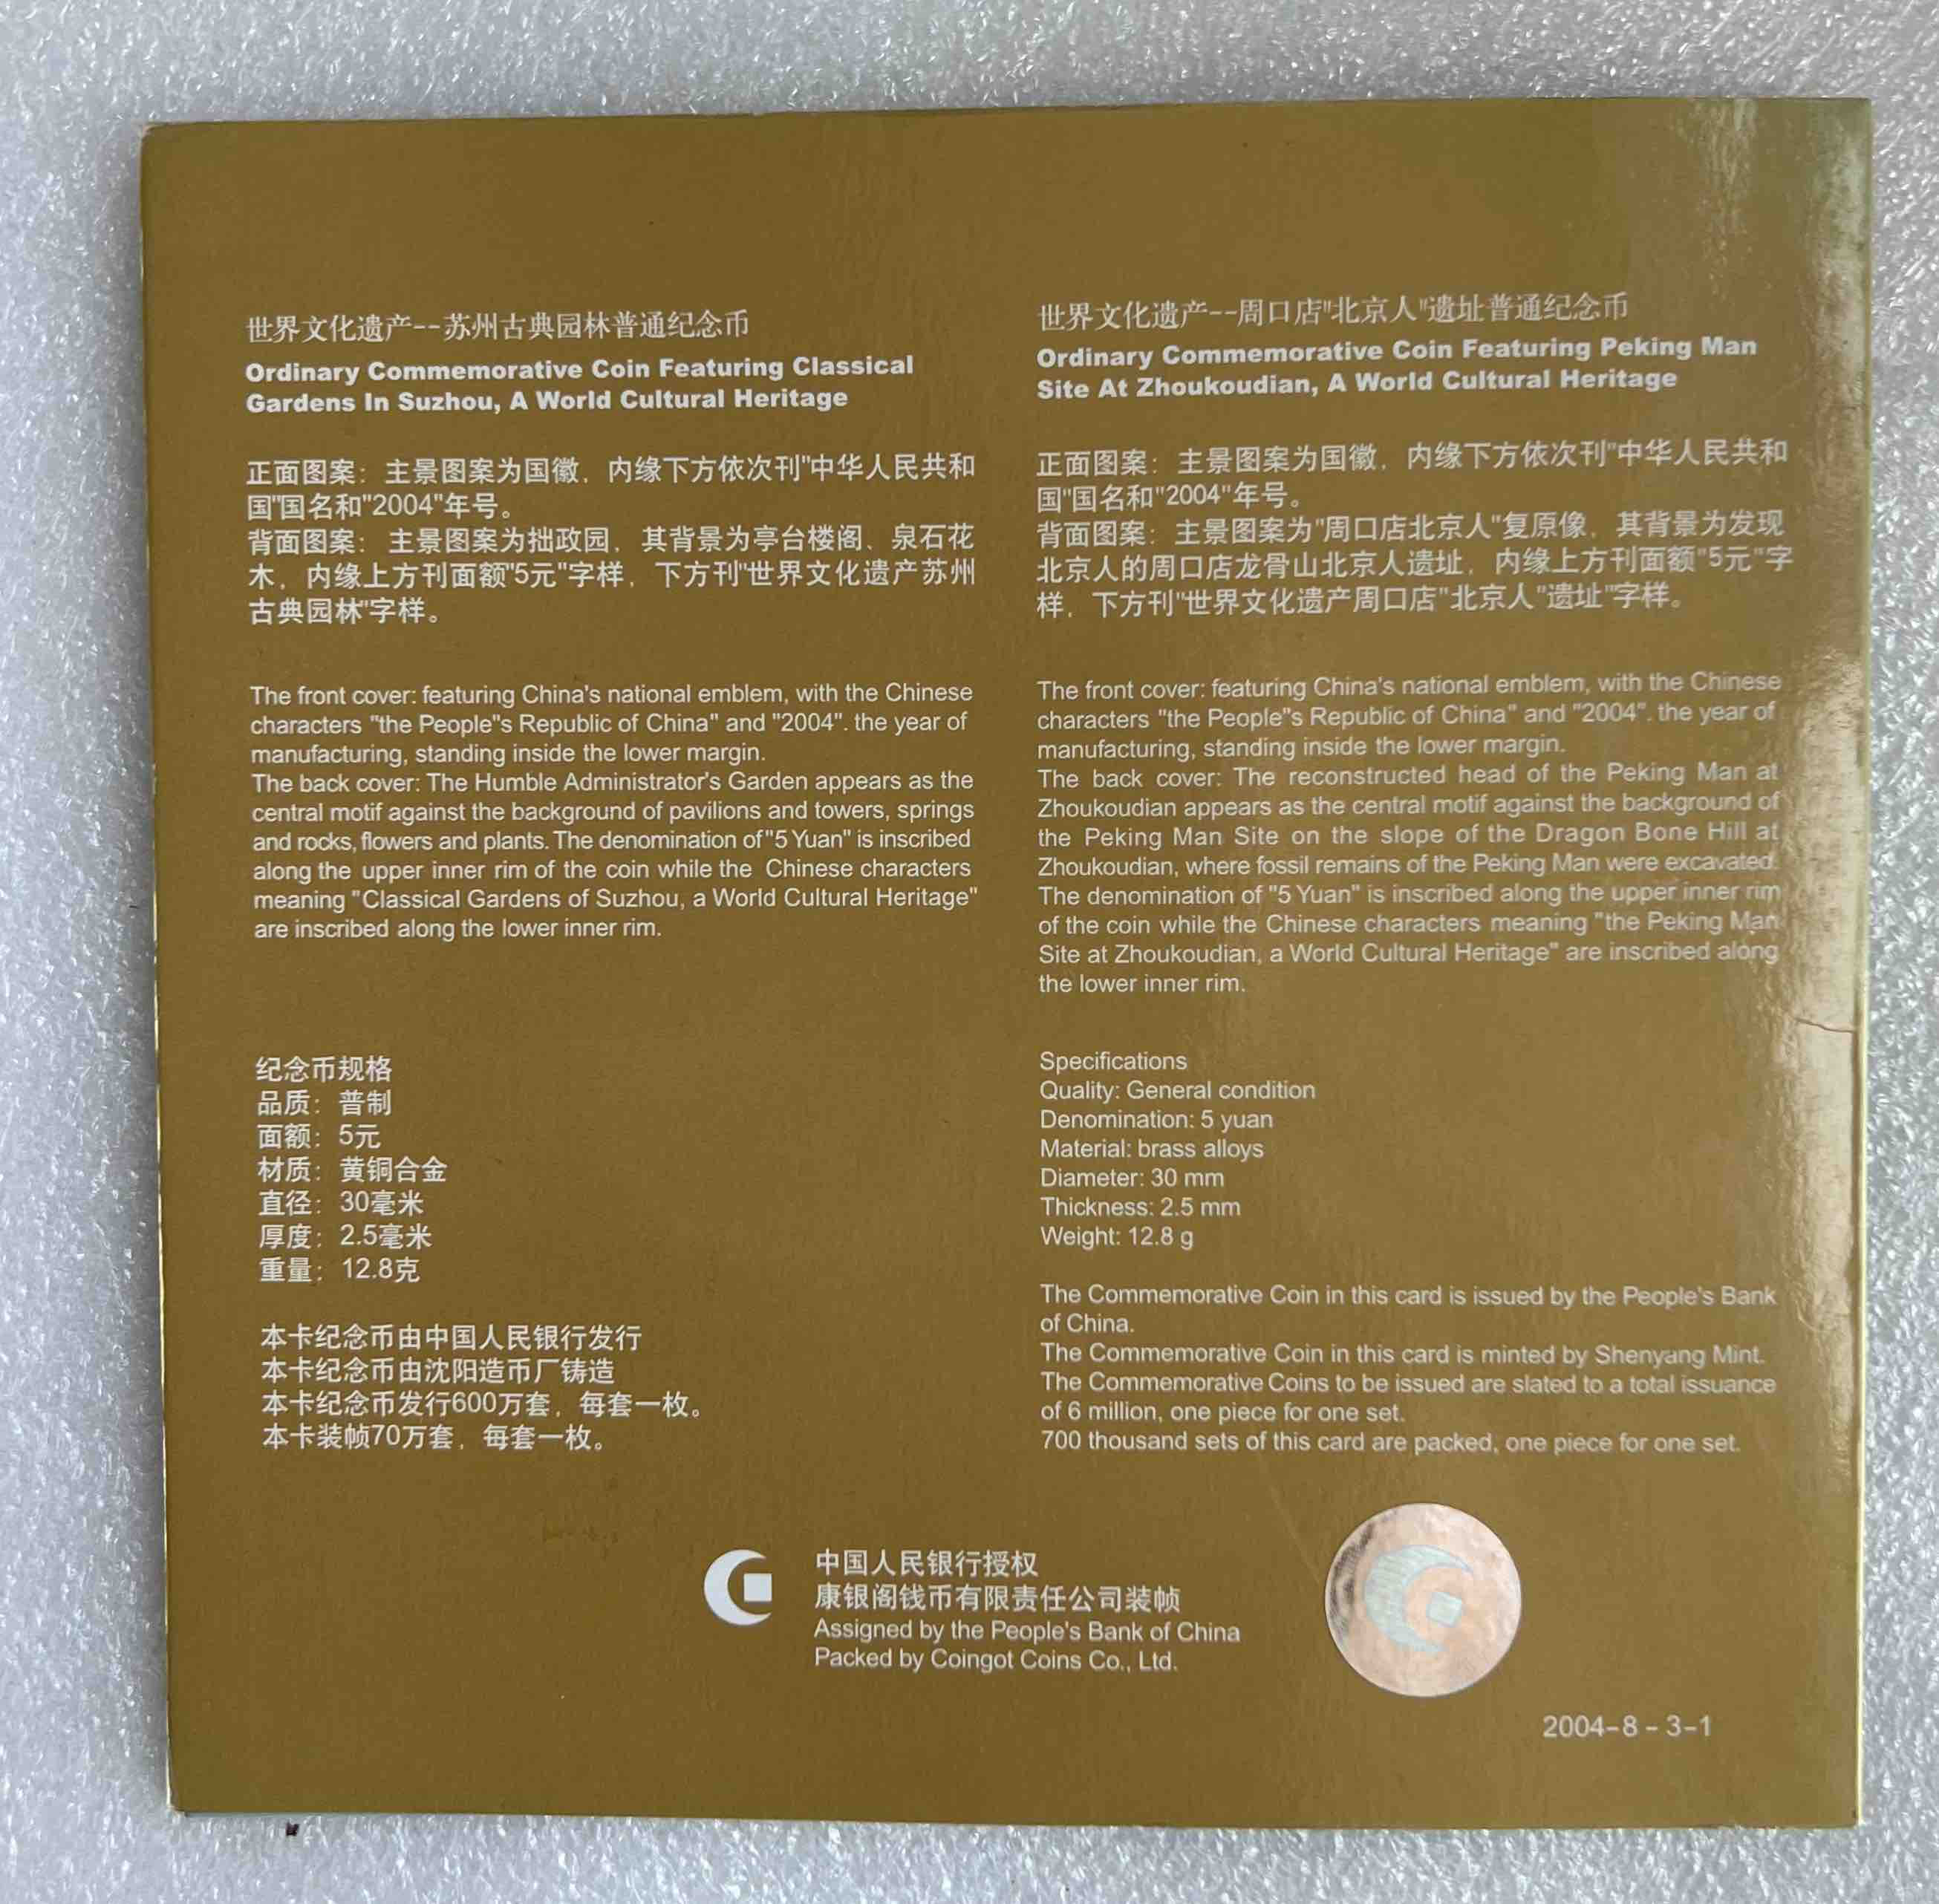 世界文化遗产--苏州古典园林普通纪念币
Ordinary Commemorative Coin Featuring Classical
Gardens In Suzhou, A World Cultural Heritage
正面图案：主景图案为国徽，内缘下方依次刊"中华人民共和
国"国名和"2004"年号。
背面图案：主景图案为拙政园，其背景为亭台楼阁、泉石花
木，内缘上方刊面额"5元"字样，下方刊"世界文化遗产苏州
古典园林"字样。
The front cover: featuring China's national emblem, with the Chinese
characters "the People"s Republic of China" and "2004". the year of
manufacturing, standing inside the lower margin.
The back cover: The Humble Administrator's Garden appears as the
central motif against the background of pavilions and towers, springs
and rocks, flowers and plants. The denomination of "5 Yuan" is inscribed
along the upper inner rim of the coin while the Chinese characters
meaning "Classical Gardens of Suzhou, a World Cultural Heritage"
are inscribed along the lower inner rim.
纪念币规格
品质：普制
面额：5元
材质：黄铜合金
直径：30毫米
厚度：2.5毫米
重量：12.8克
本卡纪念币由中国人民银行发行
本卡纪念币由沈阳造币厂铸造
本卡纪念币发行600万套，每套一枚。
本卡装帧70万套，每套一枚。
世界文化遗产--周口店"北京人"遗址普通纪念币
Ordinary Commemorative Coin Featuring Peking Man
Site At Zhoukoudian, A World Cultural Heritage
正面图案：主景图案为国徽，内缘下方依次刊"中华人民共和
国"国名和"2004"年号。
背面图案：主景图案为"周口店北京人"复原像，其背景为发现
北京人的周口店龙骨山北京人遗址，内缘上方刊面额"5元"字
样，下方刊"世界文化遗产周口店"北京人"遗址"字样。
The front cover: featuring China's national emblem, with the Chinese
characters "the People"s Republic of China" and "2004". the year of
manufacturing, standing inside the lower margin.
The back cover: The reconstructed head of the Peking Man at
Zhoukoudian appears as the central motif against the background of
the Peking Man Site on the slope of the Dragon Bone Hill at
Zhoukoudian, where fossil remains of the Peking Man were excavated.
The denomination of "5 Yuan" is inscribed along the upper inner rim
of the coin while the Chinese characters meaning "the Peking Man
Site at Zhoukoudian, a World Cultural Heritage" are inscribed along
the lower inner rim.
Specifications
Quality: General condition
Denomination: 5 yuan
Material: brass alloys
Diameter: 30 mm
Thickness: 2.5 mm
Weight: 12.8 g
The Commemorative Coin in this card is issued by the People's Bank
of China.
The Commemorative Coin in this card is minted by Shenyang Mint.
The Commemorative Coins to be issued are slated to a total issuance
of 6 million, one piece for one set.
700 thousand sets of this card are packed, one piece for one set.
中国人民银行授权
康银阁钱币有限责任公司装帧
Assigned by the People's Bank of China
Packed by Coingot Coins Co., Ltd.
2004-8-3-1